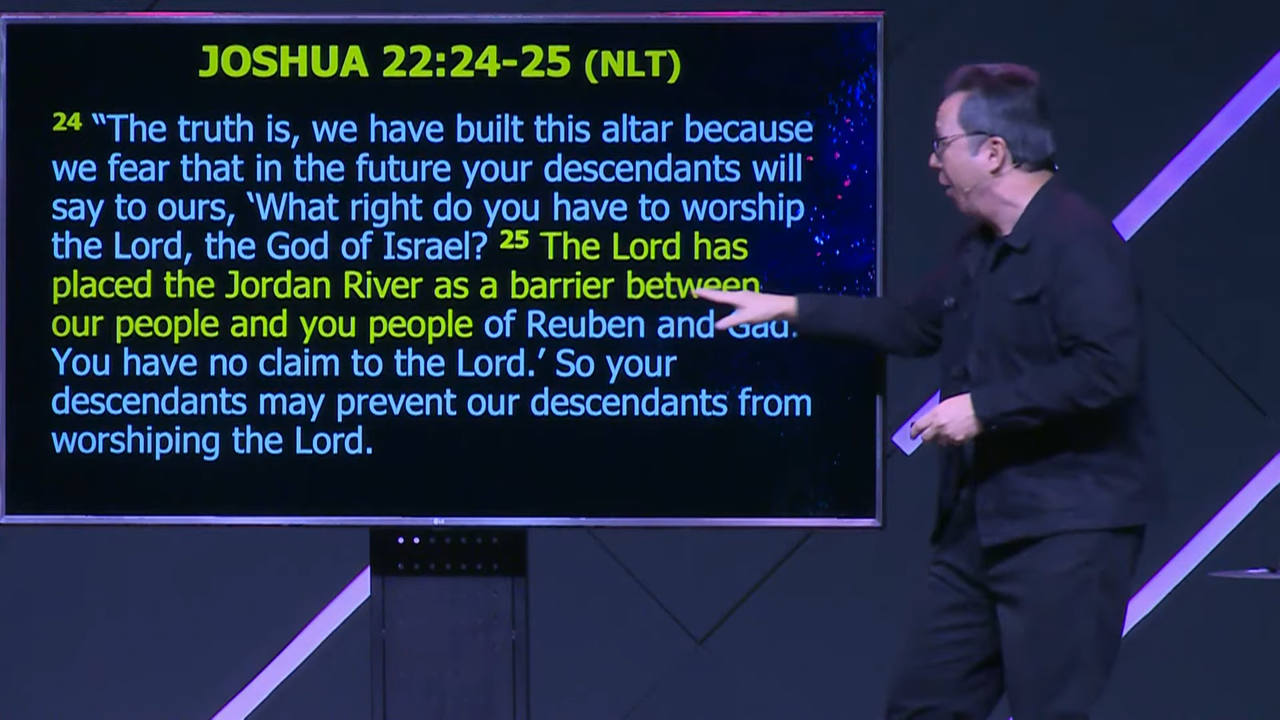 JOSHUA 22:24-25 (NLT)
24 “The truth is, we have built this altar because
we fear that in the future your descendants will
say to ours, ‘What right do you have to worship
the Lord, the God of Israel? 25 The Lord has
placed the Jordan River as a barrier between
our people and you people of Reuben and Gad.
You have no claim to the Lord.’ So your
descendants may prevent our descendants from
worshiping the Lord.
LG